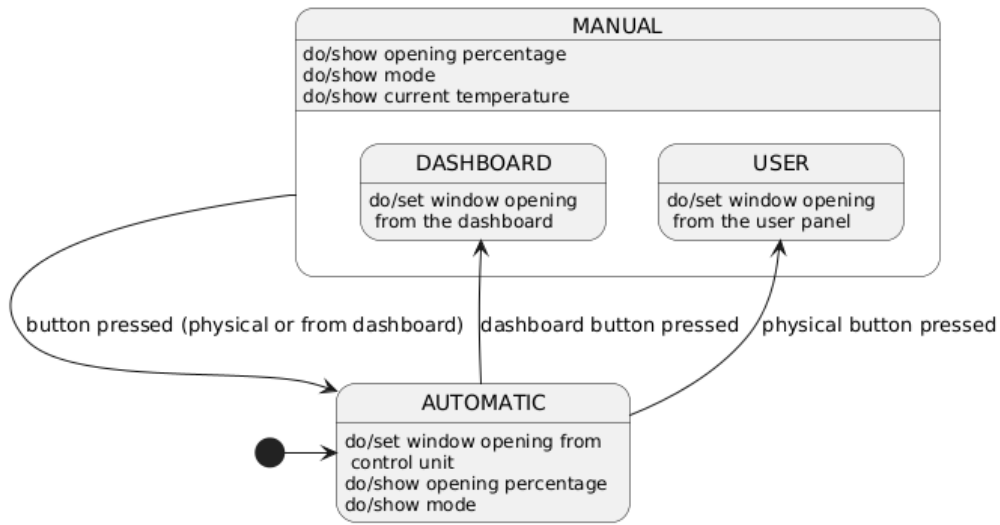 MANUAL
do/show opening percentage
do/show mode
do/show current temperature
DASHBOARD
do/set window opening
from the dashboard
USER
do/set window opening
from the user panel
button pressed (physical or from dashboard)
dashboard button pressed
physical button pressed
AUTOMATIC
do/set window opening from
control unit
do/show opening percentage
do/show mode